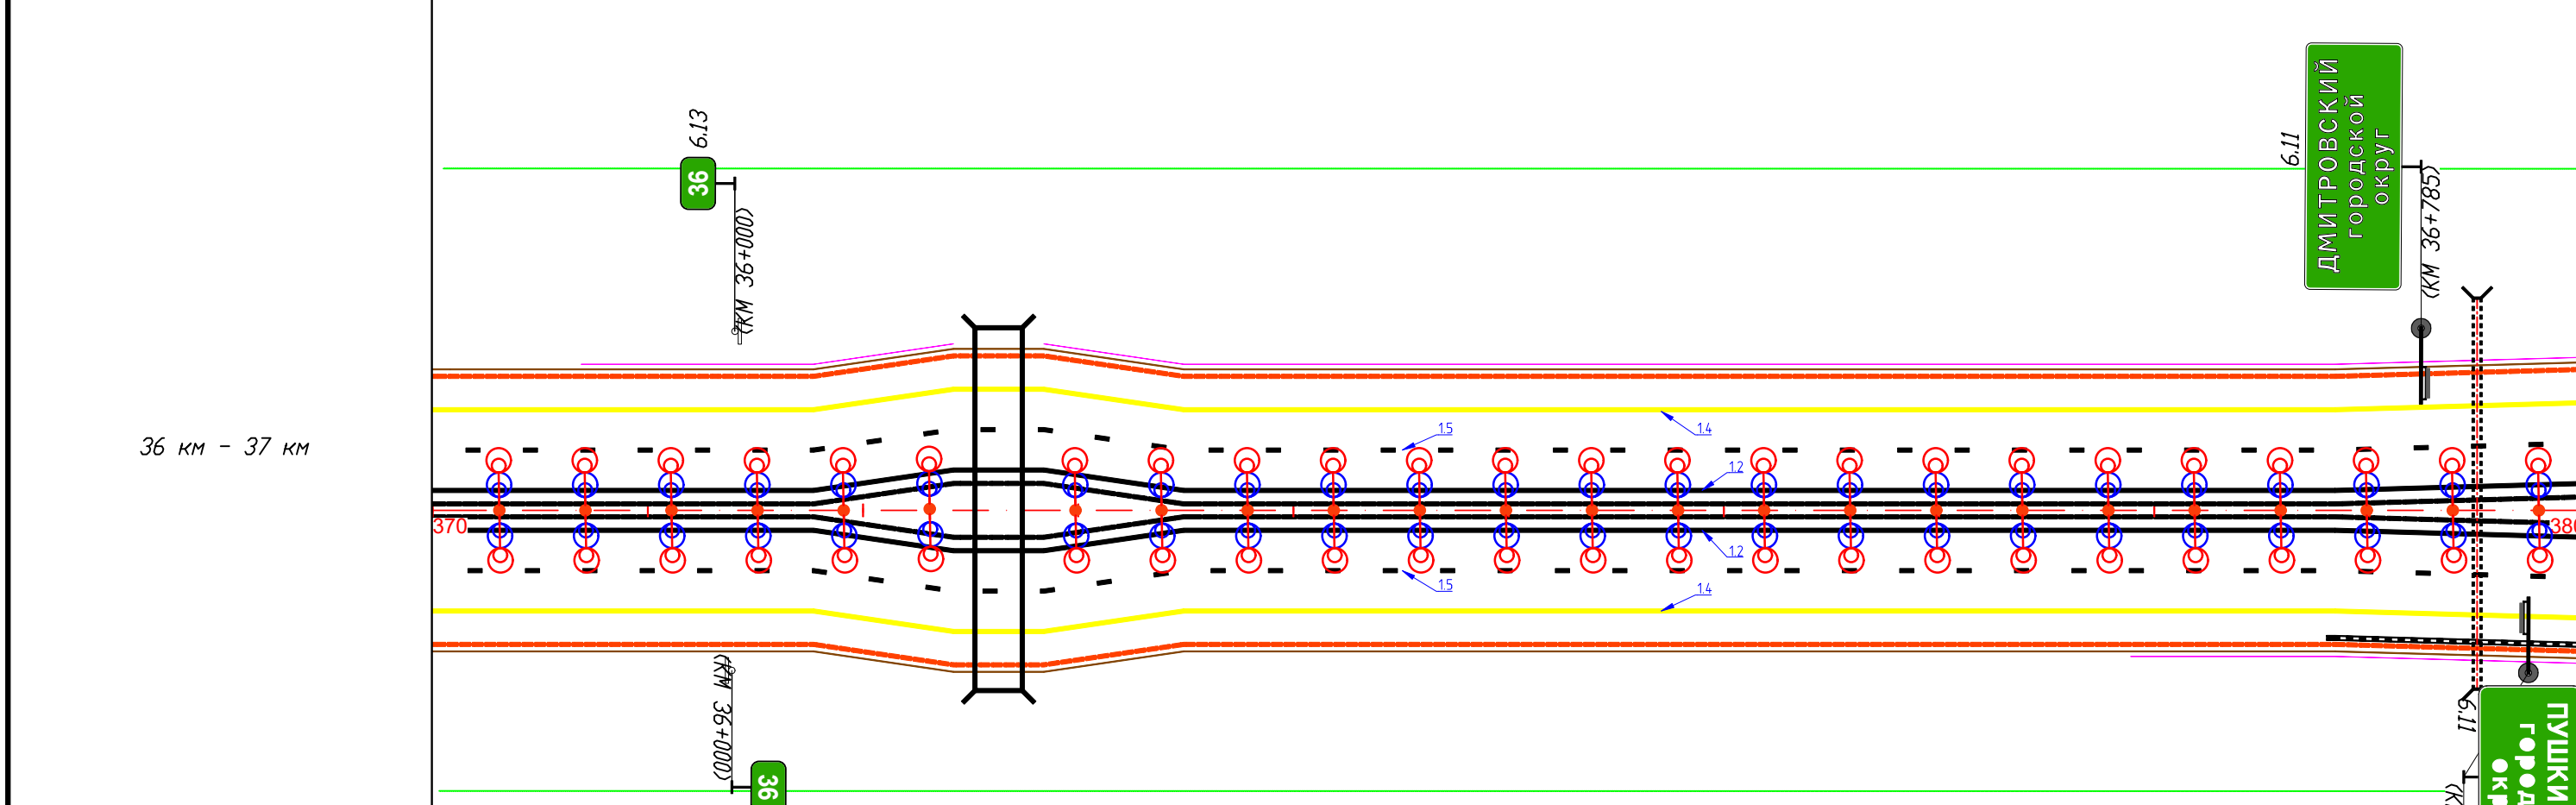 36 км - 37 км
6.13
36
(КМ 36+000)
6.11
ДМИТРОВСКИЙ
городской
округ
(КМ 36+785)
1.5
1.4
1.2
370
380
1.2
1.5
1.4
(КМ 36+000)
36
6.11